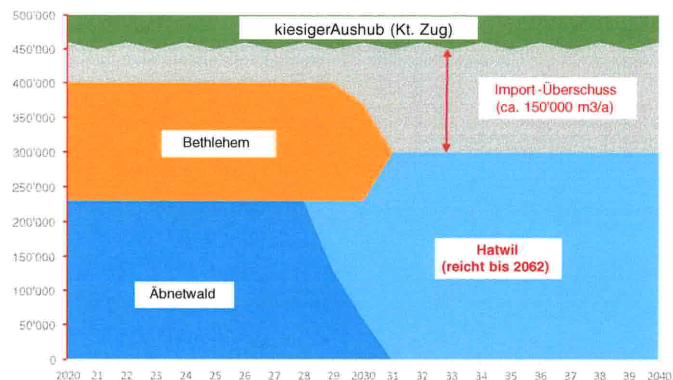 500'000
450'000
400'000
350'000
300'000
250'000
200'000
150'000
100'000
50'000
0
kiesigerAushub (Kt. Zug)
Import-Überschuss
(ca. 150'000 m3/a)
Bethlehem
Hatwil
(reicht bis 2062)
Äbnetwald
2020 21 22 23 24 25 26 27 28 29 2030 31 32 33 34 35 36 37 38 39 2040